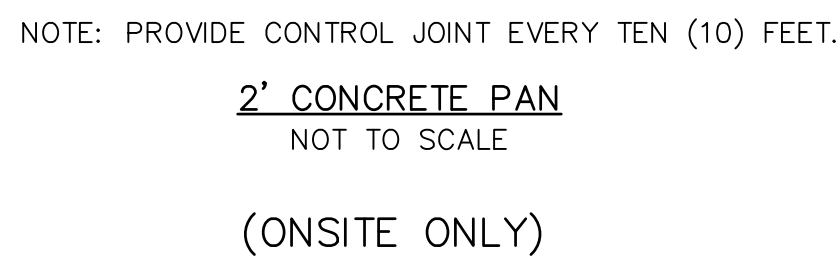 NOTE: PROVIDE CONTROL JOINT EVERY TEN (10) FEET.
2' CONCRETE PAN
NOT TO SCALE
(ONSITE ONLY)